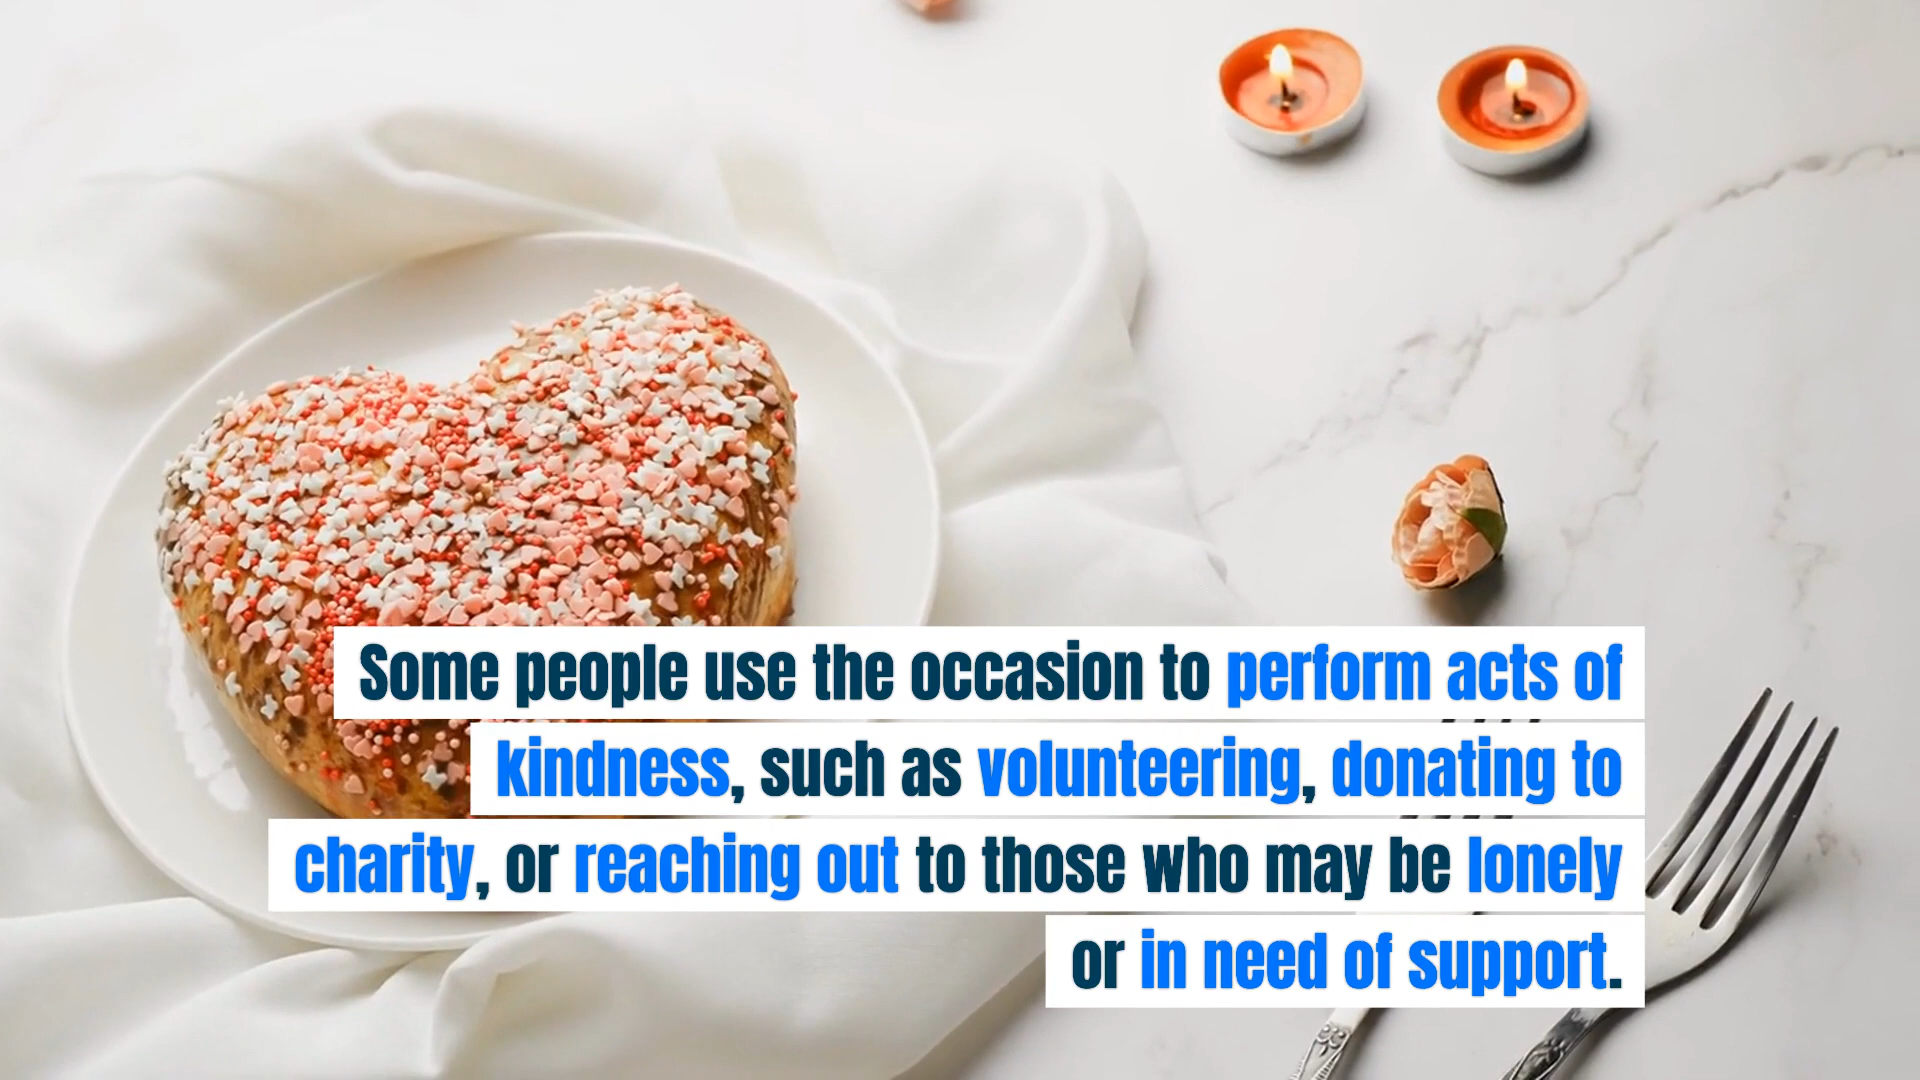 Some people use the occasion to perform acts of
kindness, such as volunteering, donating to
charity, or reaching out to those who may be lonely
or in need of support.